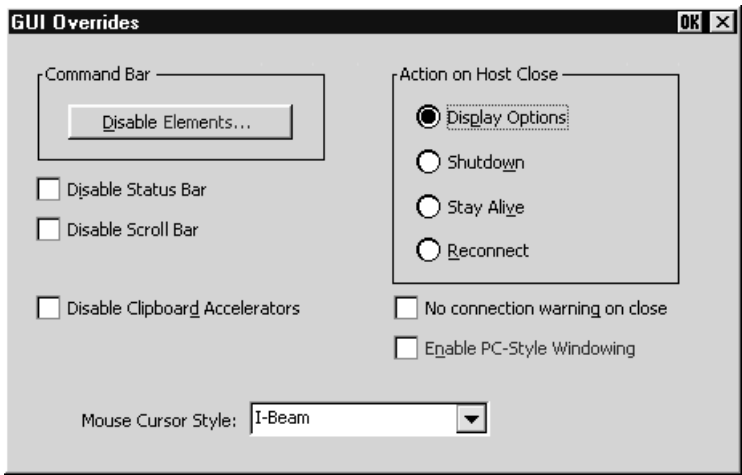 GUI Overrides OK
Command Bar
Disable Elements...
Disable Status Bar
Disable Scroll Bar
Disable Clipboard Accelerators
Action on Host Close
Display Options
Shutdown
Stay Alive
Reconnect
No connection warning on close
Enable PC-Style Windowing
Mouse Cursor Style: I-Beam